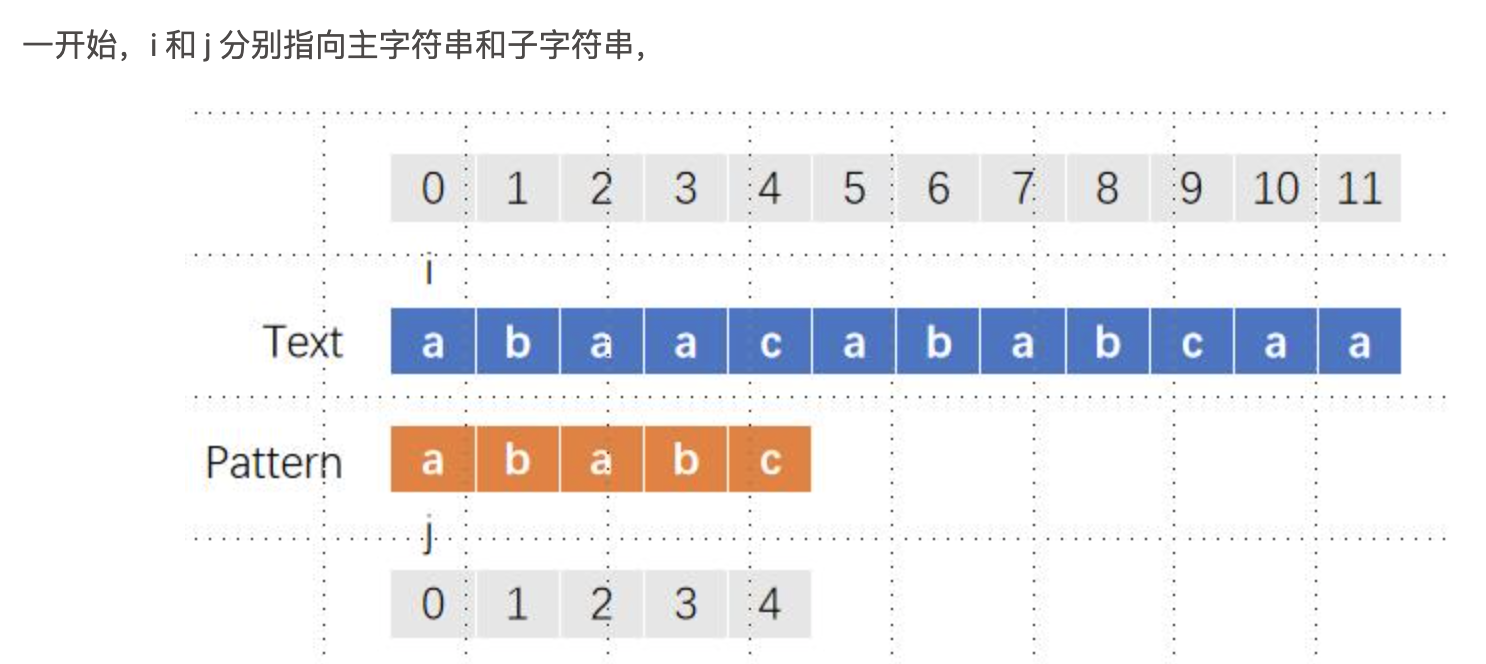 一开始，i 和 j 分别指向主字符串和子字符串，
0 1 2 3 4 5 6 7 8 9 10 11
i
Text a b a a c a b a b c a a
Pattern a b a b c
j
0 1 2 3 4